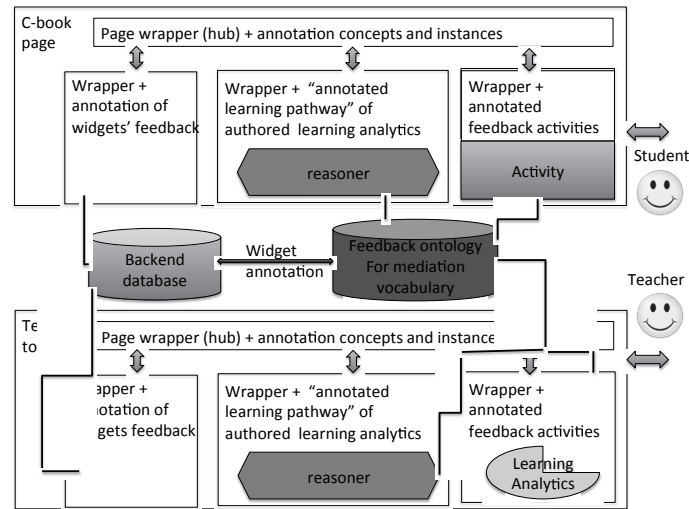 C-book
page
Page wrapper (hub) + annotation concepts and instances
Wrapper +
annotation of
widgets' feedback
Wrapper + "annotated
learning pathway" of
authored learning analytics
reasoner
Wrapper +
annotated
feedback activities
Activity
Student
Backend
database
Widget
annotation
Feedback ontology
For mediation
vocabulary
Teacher
Te
to
Page wrapper (hub) + annotation concepts and instance
apper +
notation of
gets feedback
Wrapper + "annotated
learning pathway" of
authored learning analytics
reasoner
Wrapper +
annotated
feedback activities
Learning
Analytics